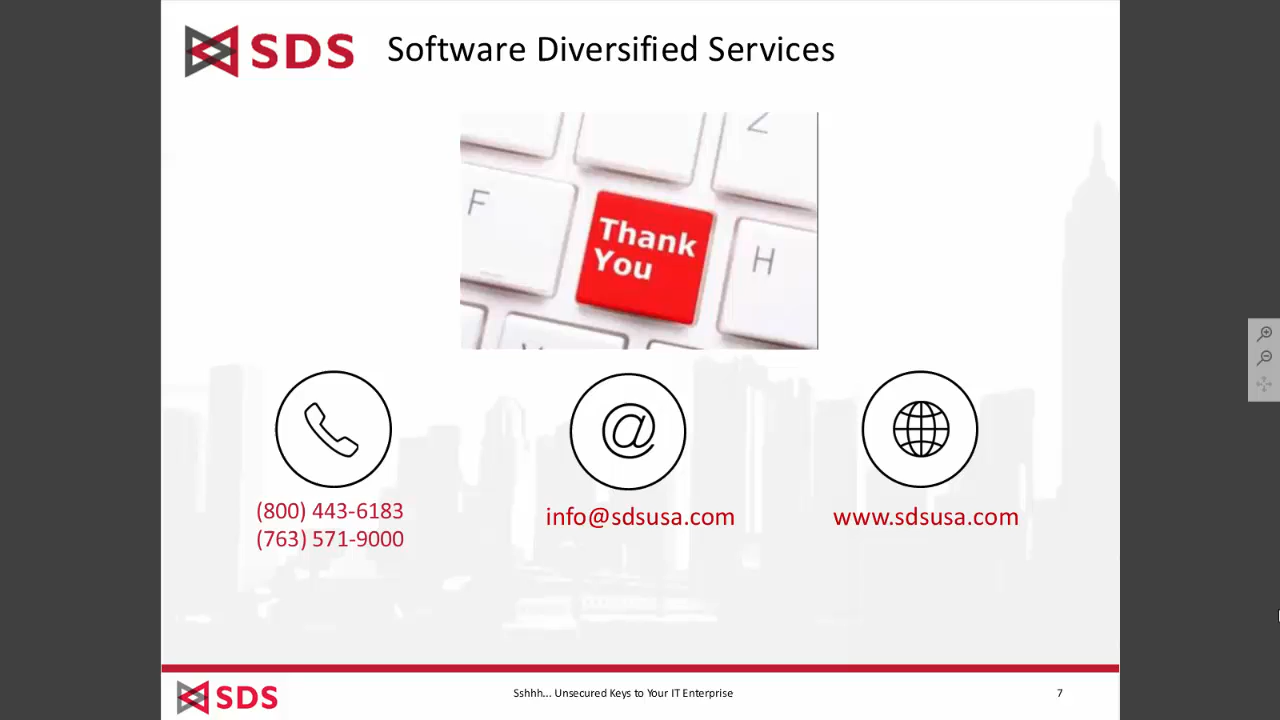 SDS
Software Diversified Services
Z
F
Thank
You
H
(800) 443-6183
(763) 571-9000
@
info@sdsusa.com
www.sdsusa.com
SDS
Sshhh... Unsecured Keys to Your IT Enterprise
7